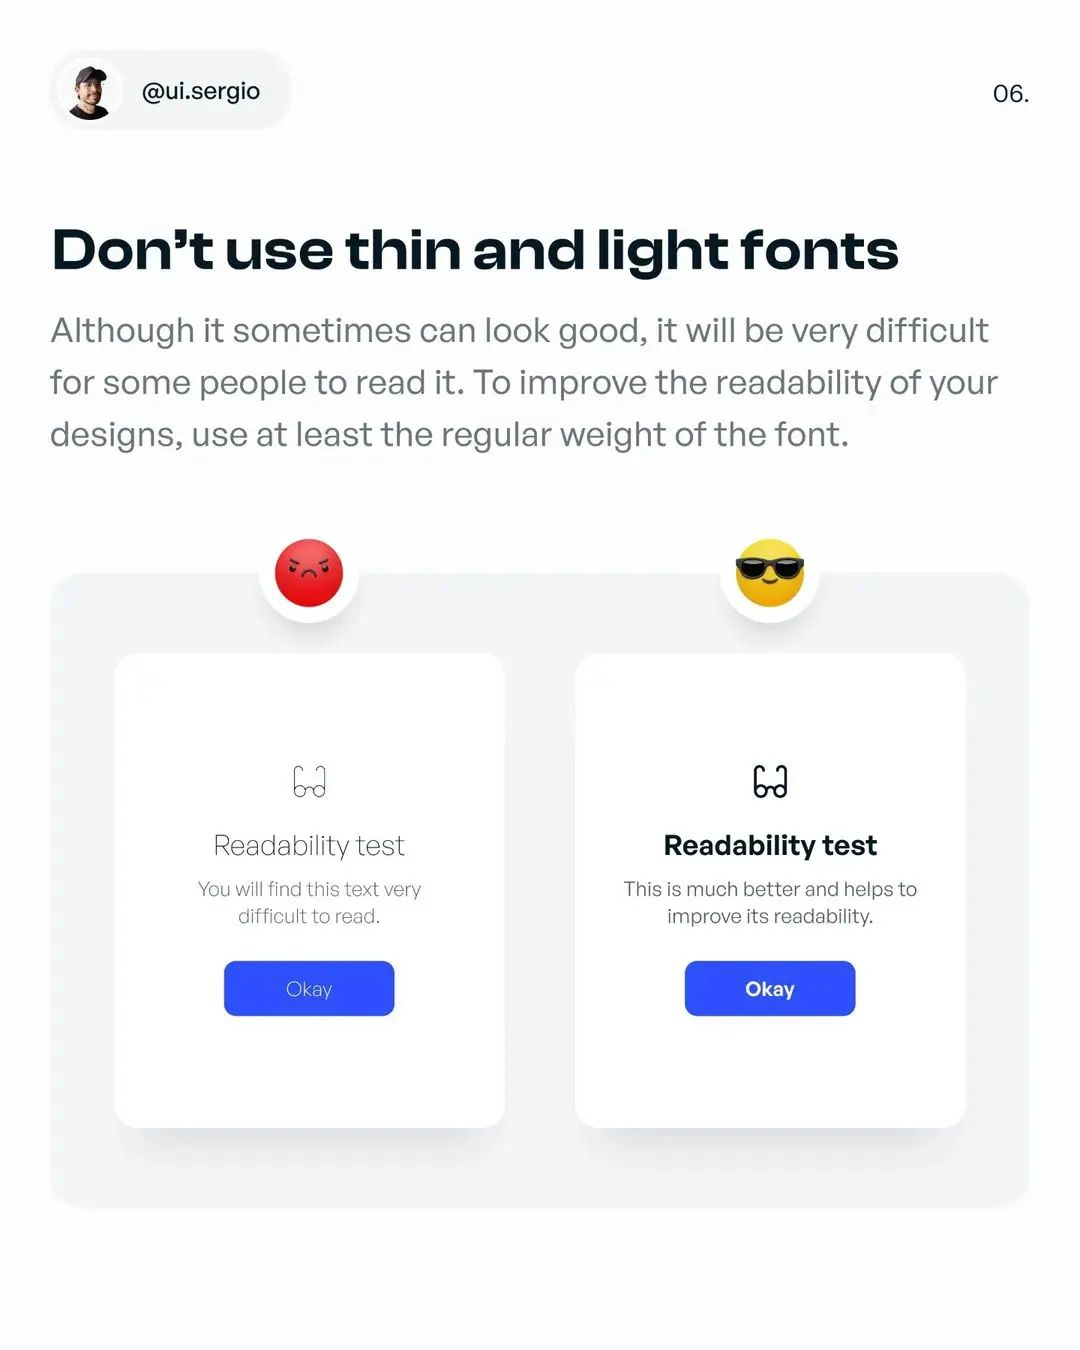 @ui.sergio
06.
Don’t use thin and light fonts
Although it sometimes can look good, it will be very difficult
for some people to read it. To improve the readability of your
designs, use at least the regular weight of the font.
Readability test
You will find this text very
difficult to read.
Okay
Readability test
This is much better and helps to
improve its readability.
Okay